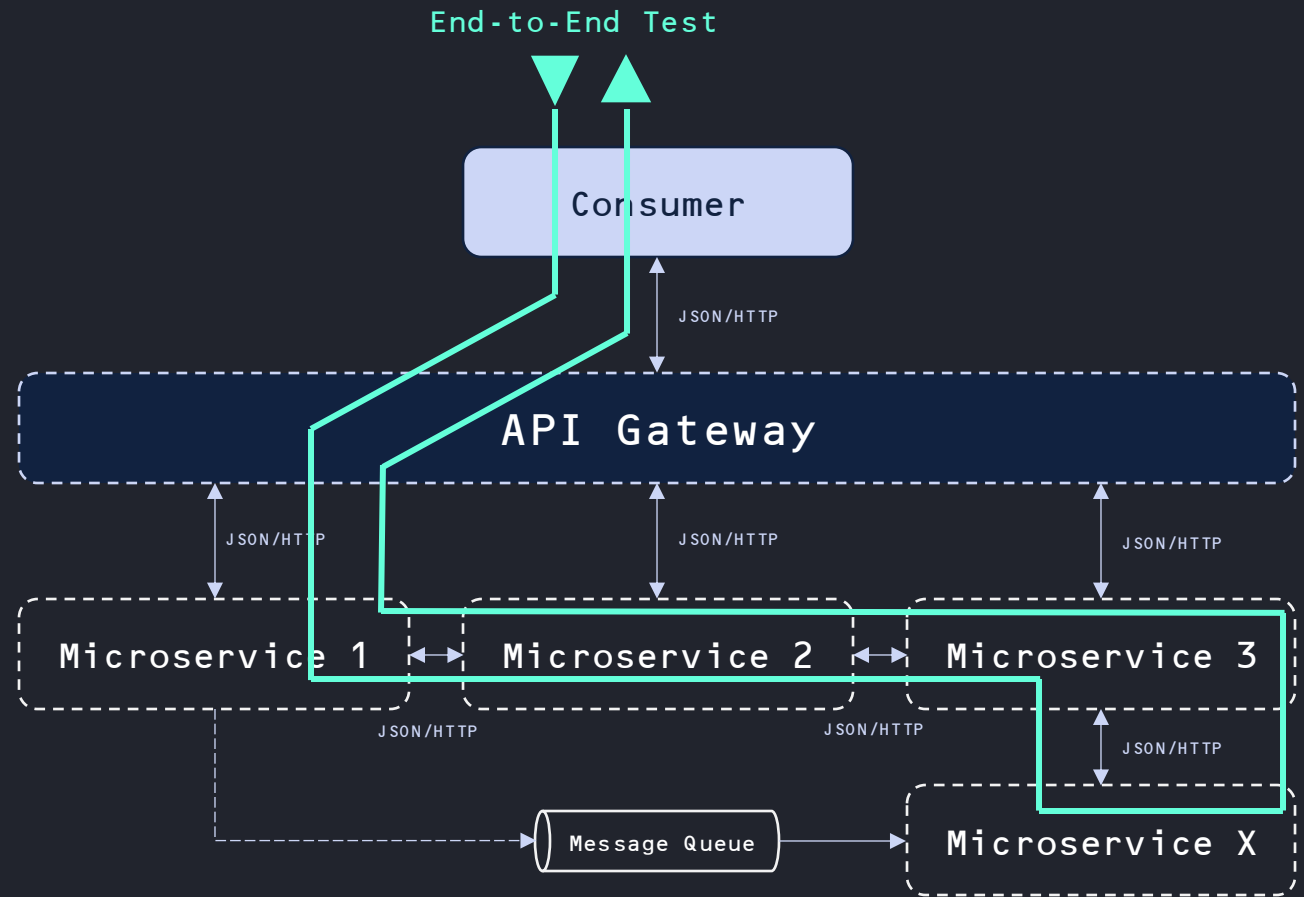 End-to-End Test
Consumer
JSON/HTTP
API Gateway
JSON/HTTP
JSON/HTTP
JSON/HTTP
Microservice 1
Microservice 2
Microservice 3
JSON/HTTP
JSON/HTTP
JSON/HTTP
Message Queue
Microservice X